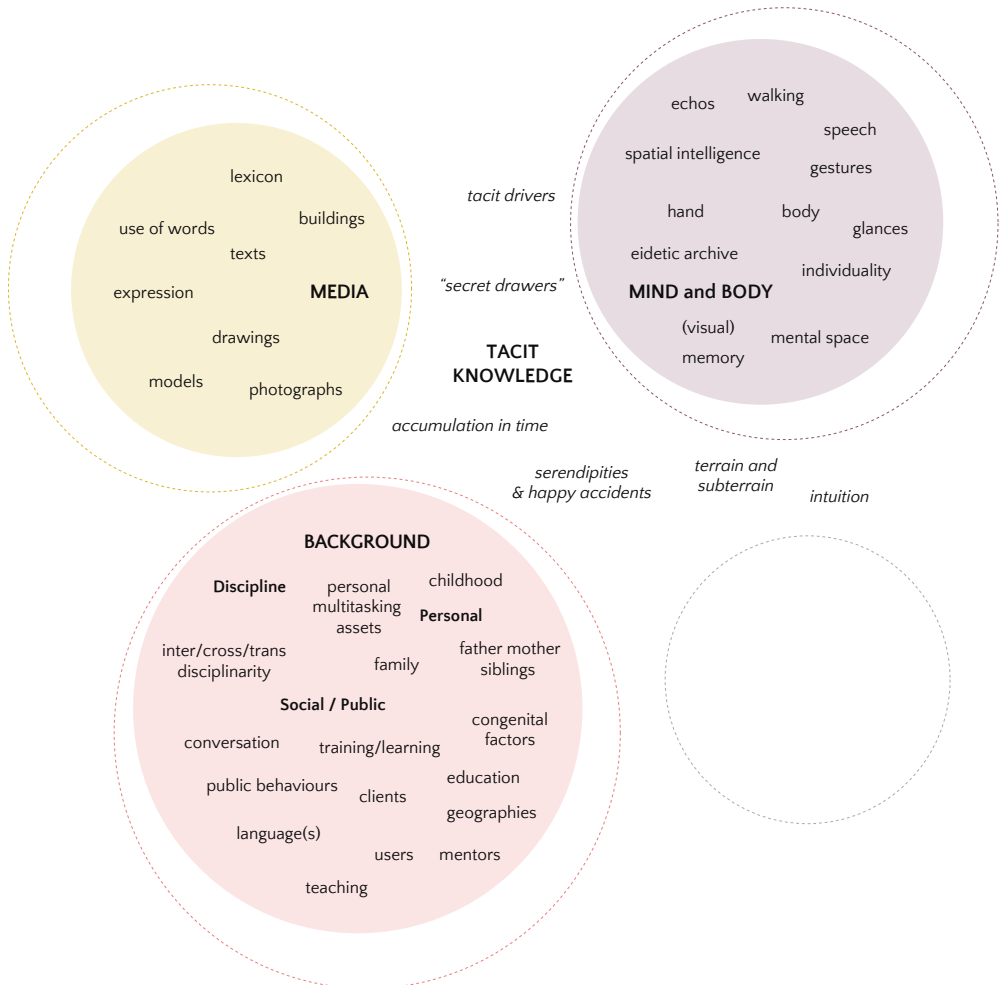 lexicon
buildings
use of words
texts
expression
MEDIA
drawings
models
photographs
tacit drivers
“secret drawers”
TACIT
KNOWLEDGE
accumulation in time
serendipities
& happy accidents
terrain and
subterrain
intuition
echos
walking
speech
spatial intelligence
gestures
hand
body
glances
eidetic archive
individuality
MIND and BODY
(visual)
memory
mental space
BACKGROUND
Discipline
personal
multitasking
assets
childhood
Personal
inter/cross/trans
disciplinarity
family
father mother
siblings
Social / Public
congenital
factors
conversation
training/learning
education
public behaviours
clients
geographies
language(s)
users
mentors
teaching